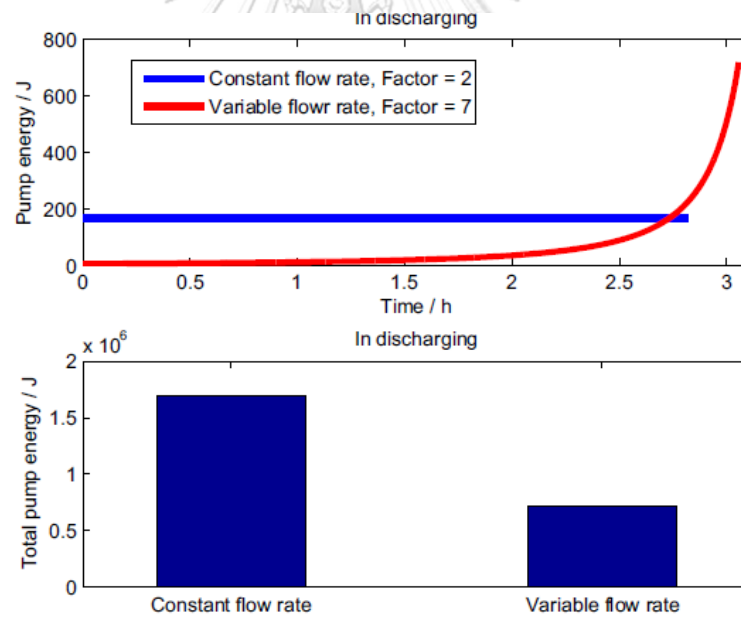 In discharging
800
600
400
200
0
Pump energy / J
Constant flow rate, Factor = 2
Variable flowr rate, Factor = 7
0 0.5 1 1.5 2 2.5 3
Time / h
In discharging
x 10^6
2
1.5
1
0.5
0
Total pump energy / J
Constant flow rate Variable flow rate